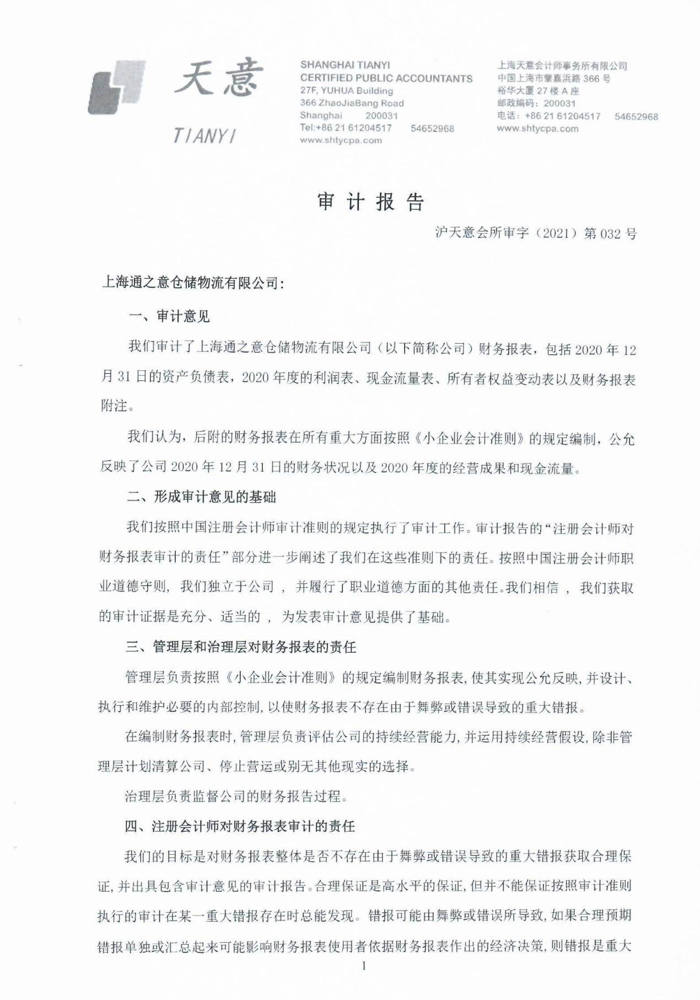 天意
TIANYI
SHANGHAI TIANYI
CERTIFIED PUBLIC ACCOUNTANTS
27F, YUHUA Building
366 ZhaoJiaBang Road
Shanghai 200031
Tel:+86 21 61204517 54652968
www.shtycpa.com
上海天意会计师事务所有限公司
中国上海市肇嘉浜路 366 号
裕华大厦 27 楼 A 座
邮政编码：200031
电话：+86 21 61204517 54652968
www.shtycpa.com
审 计 报 告
沪天意会所审字（2021）第 032 号
上海通之意仓储物流有限公司：
一、审计意见
我们审计了上海通之意仓储物流有限公司（以下简称公司）财务报表，包括 2020 年 12
月 31 日的资产负债表，2020 年度的利润表、现金流量表、所有者权益变动表以及财务报表
附注。
我们认为，后附的财务报表在所有重大方面按照《小企业会计准则》的规定编制，公允
反映了公司 2020 年 12 月 31 日的财务状况以及 2020 年度的经营成果和现金流量。
二、形成审计意见的基础
我们按照中国注册会计师审计准则的规定执行了审计工作。审计报告的“注册会计师对
财务报表审计的责任”部分进一步阐述了我们在这些准则下的责任。按照中国注册会计师职
业道德守则，我们独立于公司 ，并履行了职业道德方面的其他责任。我们相信 ，我们获取
的审计证据是充分、适当的 ，为发表审计意见提供了基础。
三、管理层和治理层对财务报表的责任
管理层负责按照《小企业会计准则》的规定编制财务报表,使其实现公允反映,并设计、
执行和维护必要的内部控制,以使财务报表不存在由于舞弊或错误导致的重大错报。
在编制财务报表时,管理层负责评估公司的持续经营能力,并运用持续经营假设,除非管
理层计划清算公司、停止营运或别无其他现实的选择。
治理层负责监督公司的财务报告过程。
四、注册会计师对财务报表审计的责任
我们的目标是对财务报表整体是否不存在由于舞弊或错误导致的重大错报获取合理保
证,并出具包含审计意见的审计报告。合理保证是高水平的保证,但并不能保证按照审计准则
执行的审计在某一重大错报存在时总能发现。错报可能由舞弊或错误所导致,如果合理预期
错报单独或汇总起来可能影响财务报表使用者依据财务报表作出的经济决策,则错报是重大
1